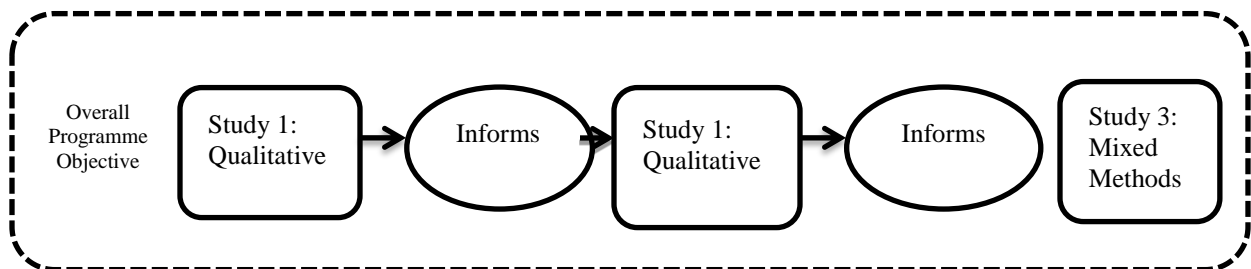 Overall
Programme
Objective
Study 1:
Qualitative
Informs
Study 1:
Qualitative
Informs
Study 3:
Mixed
Methods